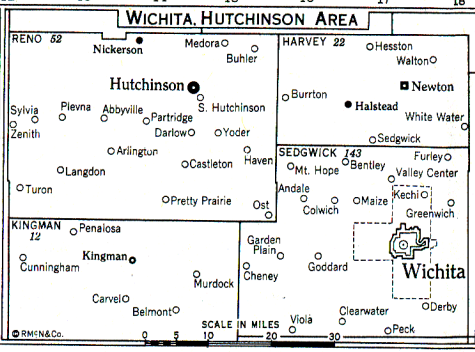 WICHITA, HUTCHINSON AREA
RENO 52
Nickerson
Medora
Buhler
HARVEY 22
Hesston
Walton
Hutchinson
Newton
Burrton
Halstead
S. Hutchinson
Sylvia
Plevna
Abbyville
Partridge
White Water
Zenith
Darlow
Yoder
Sedgwick
Arlington
Haven
SEDGWICK 143
Furley
Langdon
Castleton
Mt. Hope
Bentley
Valley Center
Turon
Andale
Kechi
Pretty Prairie
Ost
Colwich
Maize
Greenwich
KINGMAN
12
Penalosa
Garden
Plain
Kingman
Goddard
Wichita
Cunningham
Cheney
Murdock
Carvel
Belmont
Viola
Clearwater
Derby
Peck
SCALE IN MILES
0 5 10 20 30
© RMCN & Co.